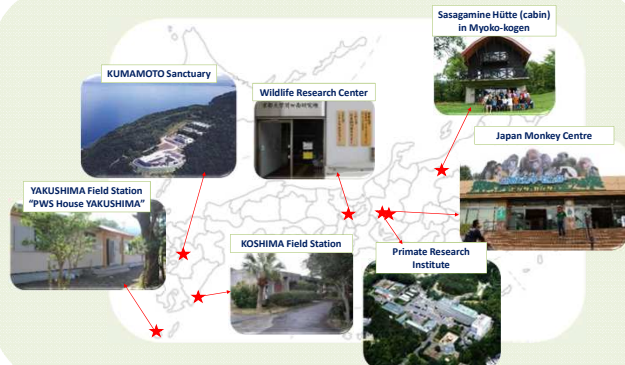 Sasagamine Hütte (cabin)
in Myoko-kogen
KUMAMOTO Sanctuary
Wildlife Research Center
Japan Monkey Centre
YAKUSHIMA Field Station
"PWS House YAKUSHIMA"
KOSHIMA Field Station
Primate Research
Institute